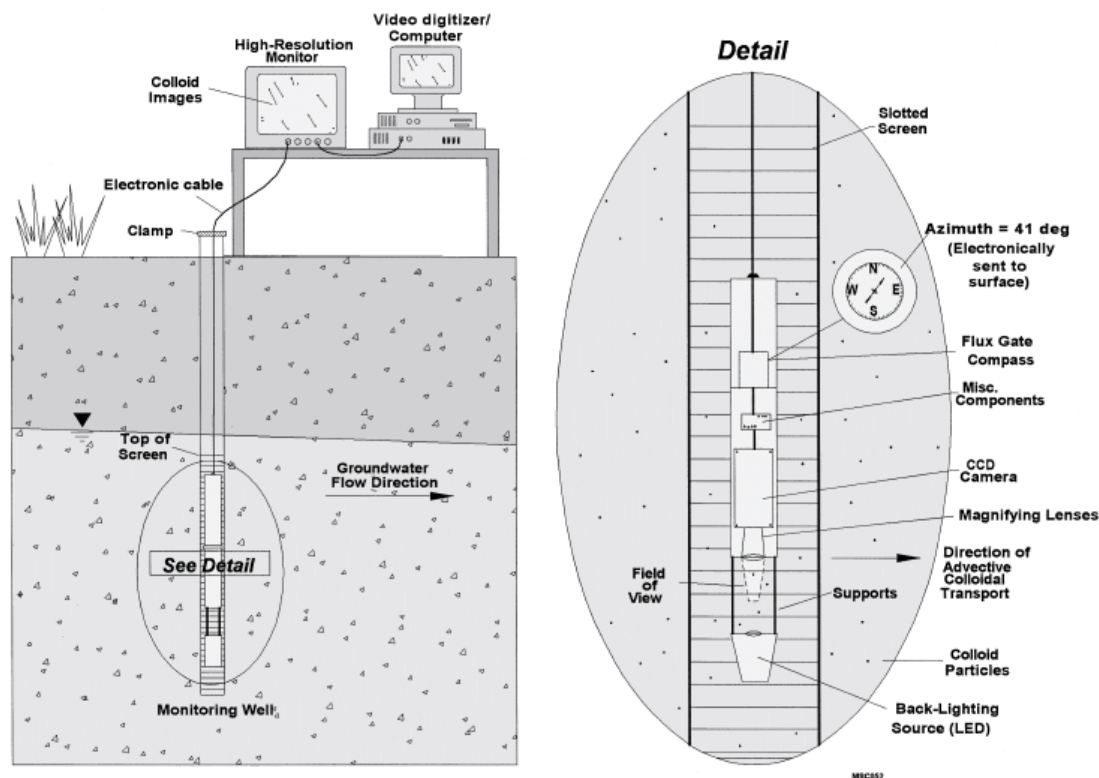 Video digitizer/
Computer
High-Resolution
Monitor
Colloid
Images
Electronic cable
Clamp
Top of
Screen
Groundwater
Flow Direction
See Detail
Monitoring Well
Detail
Slotted
Screen
Azimuth = 41 deg
(Electronically
sent to
surface)
N
W E
S
Flux Gate
Compass
Misc.
Components
CCD
Camera
Magnifying Lenses
Direction of
Advective
Colloidal
Transport
Field
of
View
Supports
Colloid
Particles
Back-Lighting
Source (LED)
MSC052